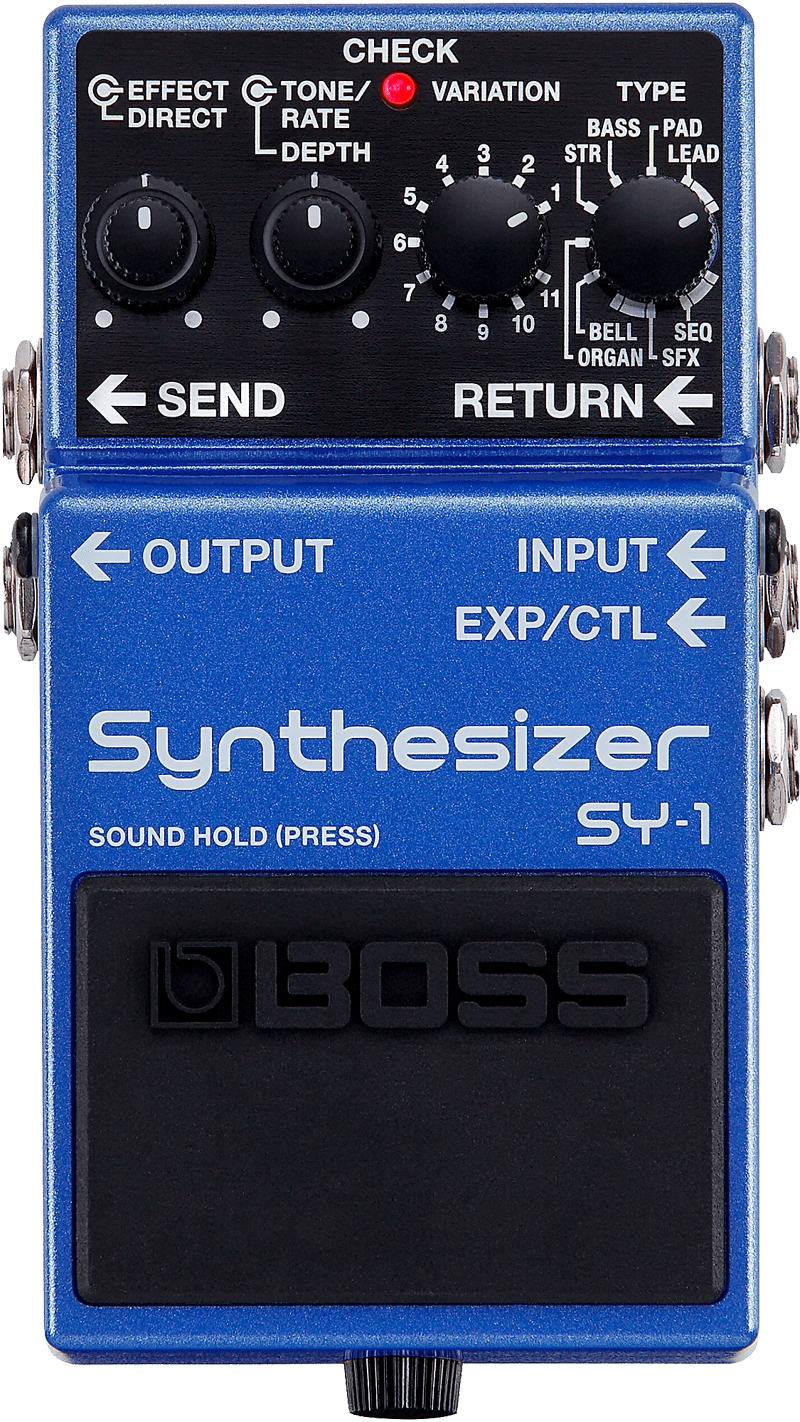 CHECK
EFFECT
DIRECT
TONE/
RATE
DEPTH
VARIATION
TYPE
BASS
PAD
STR
LEAD
4
3
2
5
1
6
7
11
8
9
10
BELL
SEQ
ORGAN
SFX
SEND
RETURN
OUTPUT
INPUT
EXP/CTL
Synthesizer
SY-1
SOUND HOLD (PRESS)
BOSS